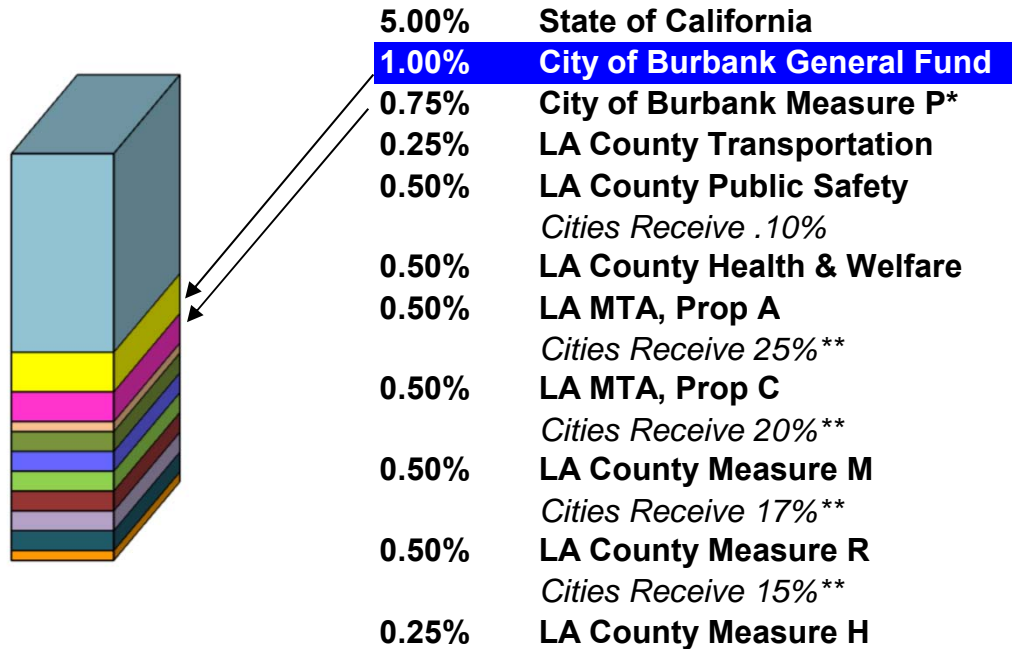 5.00% State of California
1.00% City of Burbank General Fund
0.75% City of Burbank Measure P*
0.25% LA County Transportation
0.50% LA County Public Safety
Cities Receive .10%
0.50% LA County Health & Welfare
0.50% LA MTA, Prop A
Cities Receive 25%**
0.50% LA MTA, Prop C
Cities Receive 20%**
0.50% LA County Measure M
Cities Receive 17%**
0.50% LA County Measure R
Cities Receive 15%**
0.25% LA County Measure H